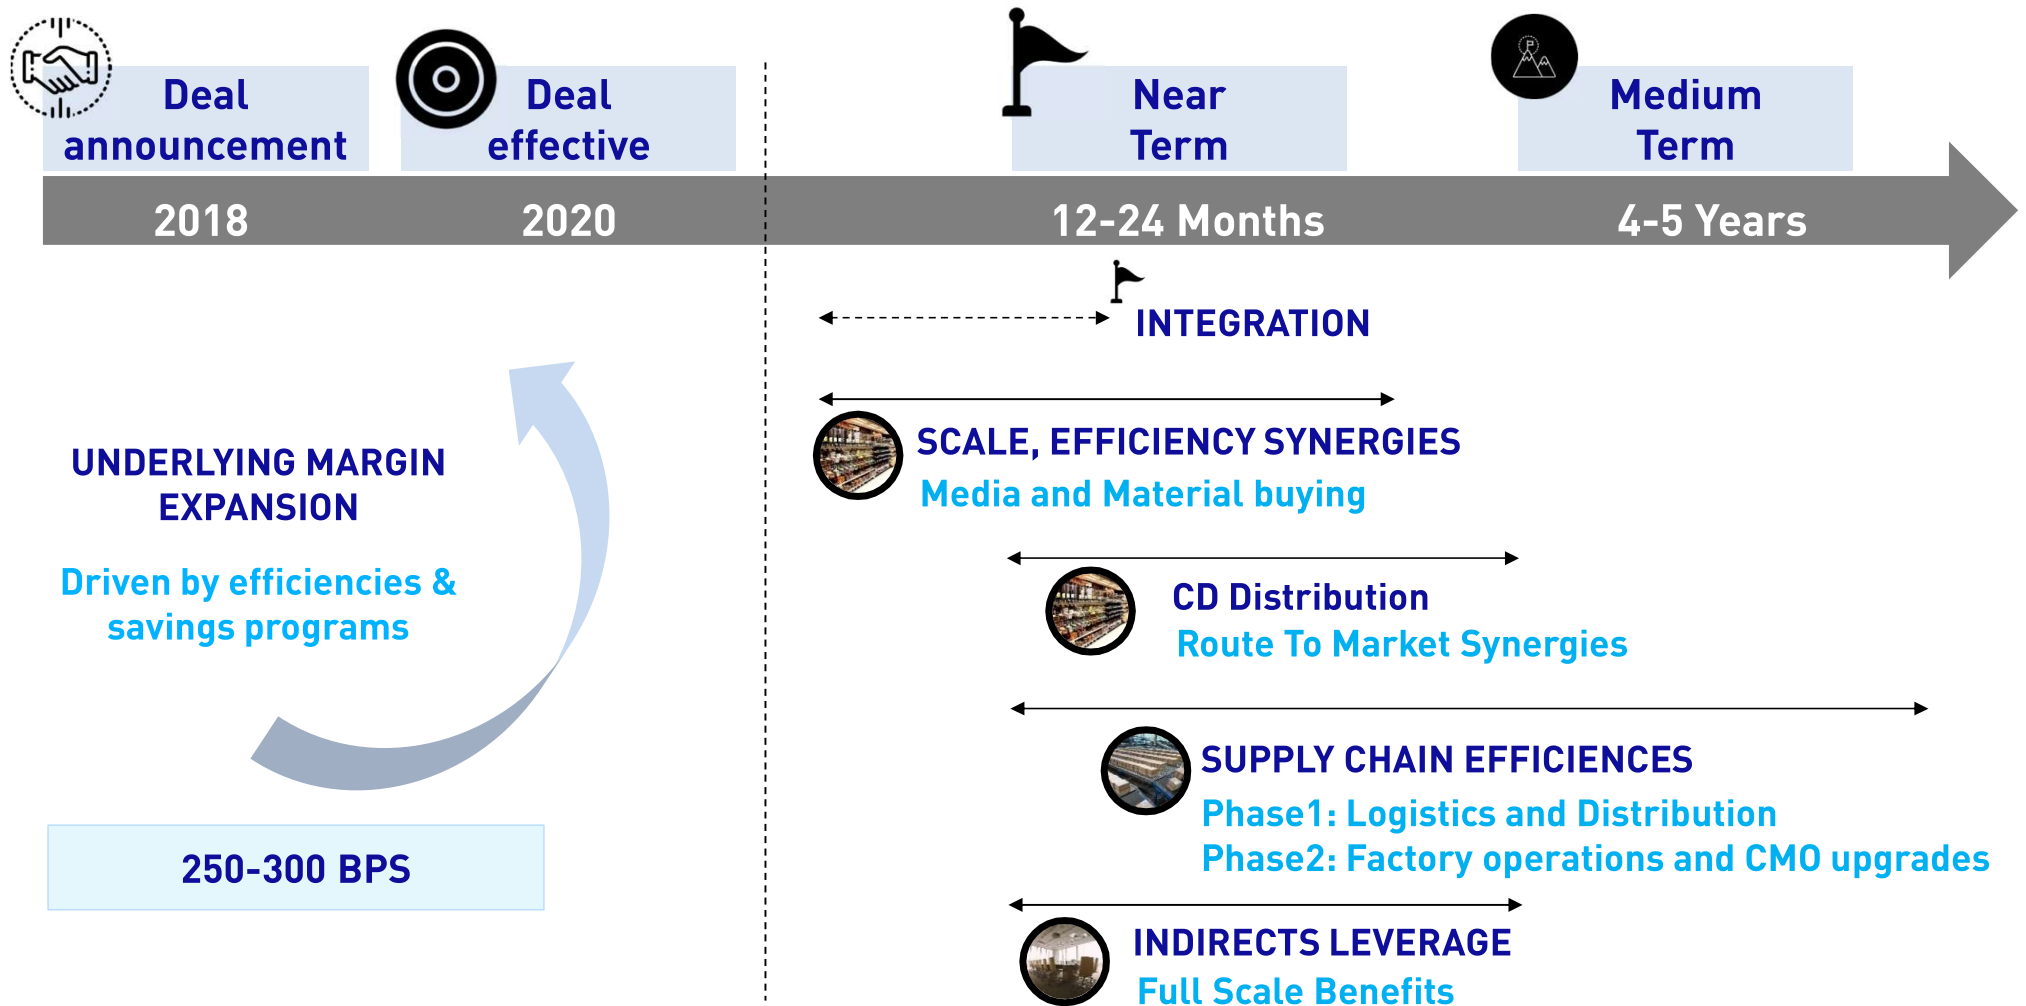 Deal
announcement
Deal
effective
Near
Term
Medium
Term
2018
2020
12-24 Months
4-5 Years
INTEGRATION
UNDERLYING MARGIN
EXPANSION
Driven by efficiencies &
savings programs
250-300 BPS
SCALE, EFFICIENCY SYNERGIES
Media and Material buying
CD Distribution
Route To Market Synergies
SUPPLY CHAIN EFFICIENCES
Phase1: Logistics and Distribution
Phase2: Factory operations and CMO upgrades
INDIRECTS LEVERAGE
Full Scale Benefits